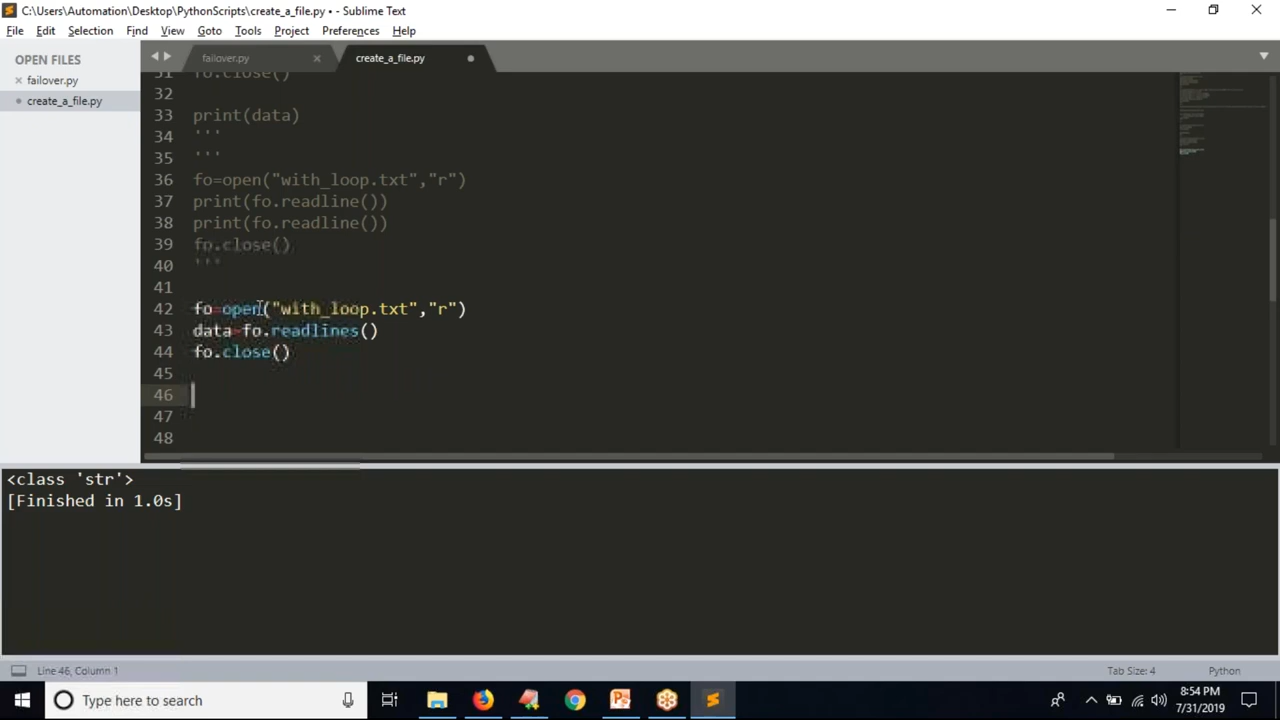 C:\Users\Automation\Desktop\PythonScripts\create_a_file.py • - Sublime Text
File Edit Selection Find View Goto Tools Project Preferences Help
OPEN FILES
failover.py
create_a_file.py
failover.py
create_a_file.py
31 fo.close()
32
33 print(data)
34 '''
35 '''
36 fo=open("with_loop.txt","r")
37 print(fo.readline())
38 print(fo.readline())
39 fo.close()
40 '''
41
42 fo=open("with_loop.txt","r")
43 data=fo.readlines()
44 fo.close()
45
46
47
48
<class 'str'>
[Finished in 1.0s]
Line 46, Column 1
Tab Size: 4
Python
Type here to search
8:54 PM
7/31/2019